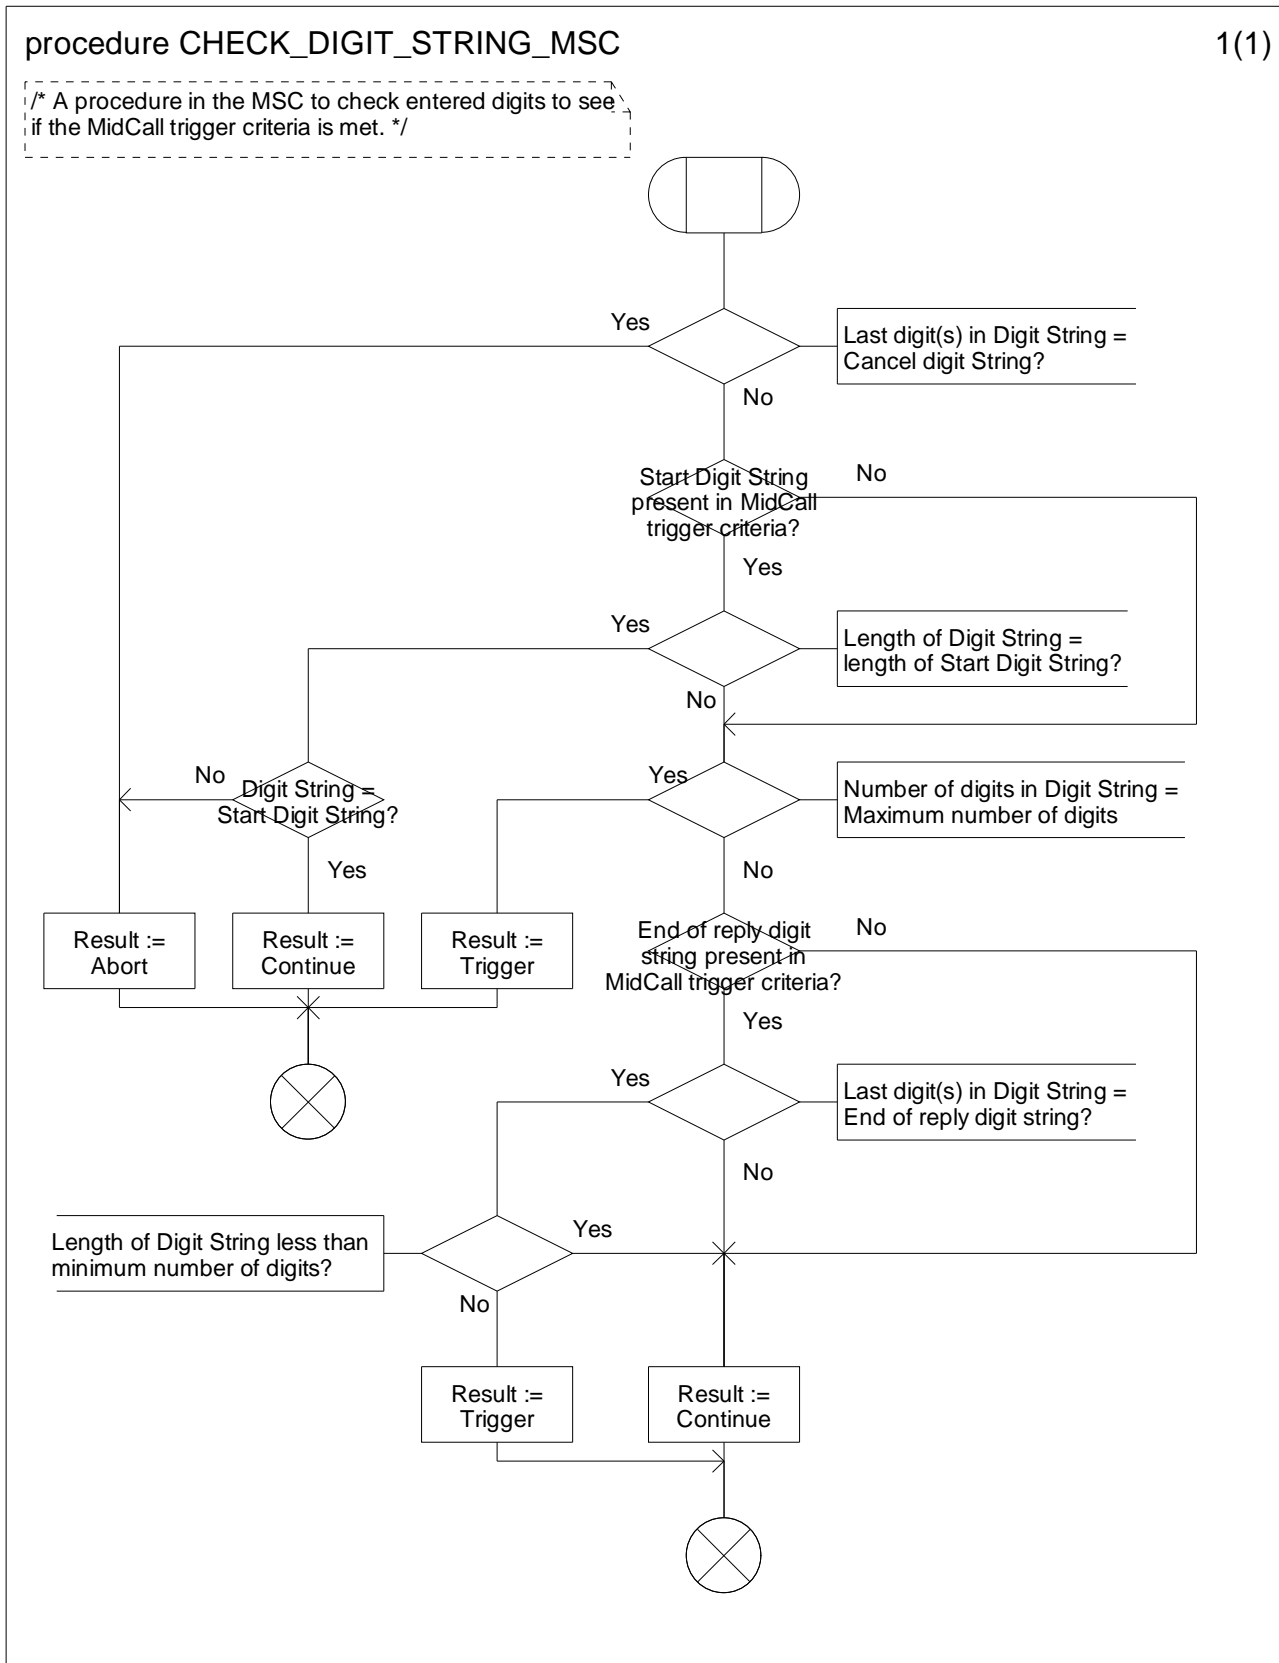 procedure CHECK_DIGIT_STRING_MSC
1(1)
/* A procedure in the MSC to check entered digits to see
if the MidCall trigger criteria is met. */
Yes
Last digit(s) in Digit String =
Cancel digit String?
No
Start Digit String
present in MidCall
trigger criteria?
No
Yes
Yes
Length of Digit String =
length of Start Digit String?
No
No
Digit String =
Start Digit String?
Yes
Number of digits in Digit String =
Maximum number of digits
Yes
No
Result :=
Abort
Result :=
Continue
Result :=
Trigger
End of reply digit
string present in
MidCall trigger criteria?
No
Yes
Yes
Last digit(s) in Digit String =
End of reply digit string?
No
Length of Digit String less than
minimum number of digits?
Yes
No
Result :=
Trigger
Result :=
Continue